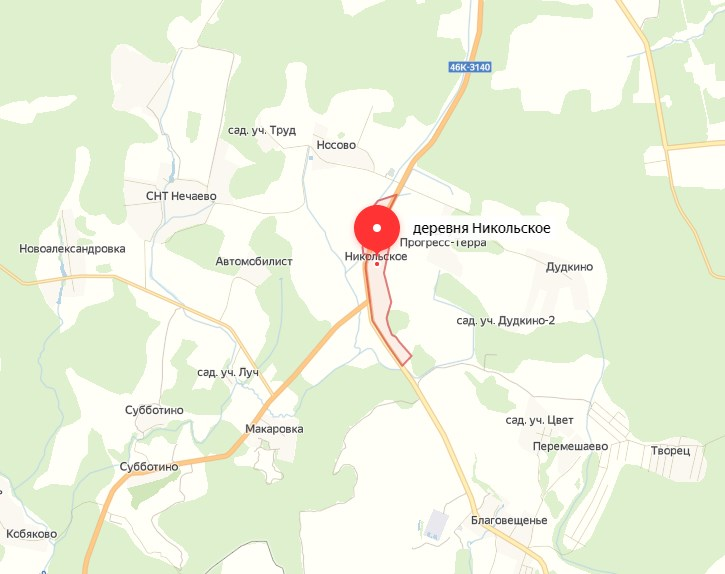 46К-3140
сад. уч. Труд
Нссово
СНТ Нечаево
деревня Никольское
Прогресс-Терра
Новоалександровка
Никольское
Автомобилист
Дудкино
сад. уч. Дудкино-2
сад. уч. Луч
Субботино
сад. уч. Цвет
Макаровка
Перемешаево
Творец
Субботино
Благовещенье
Кобяково